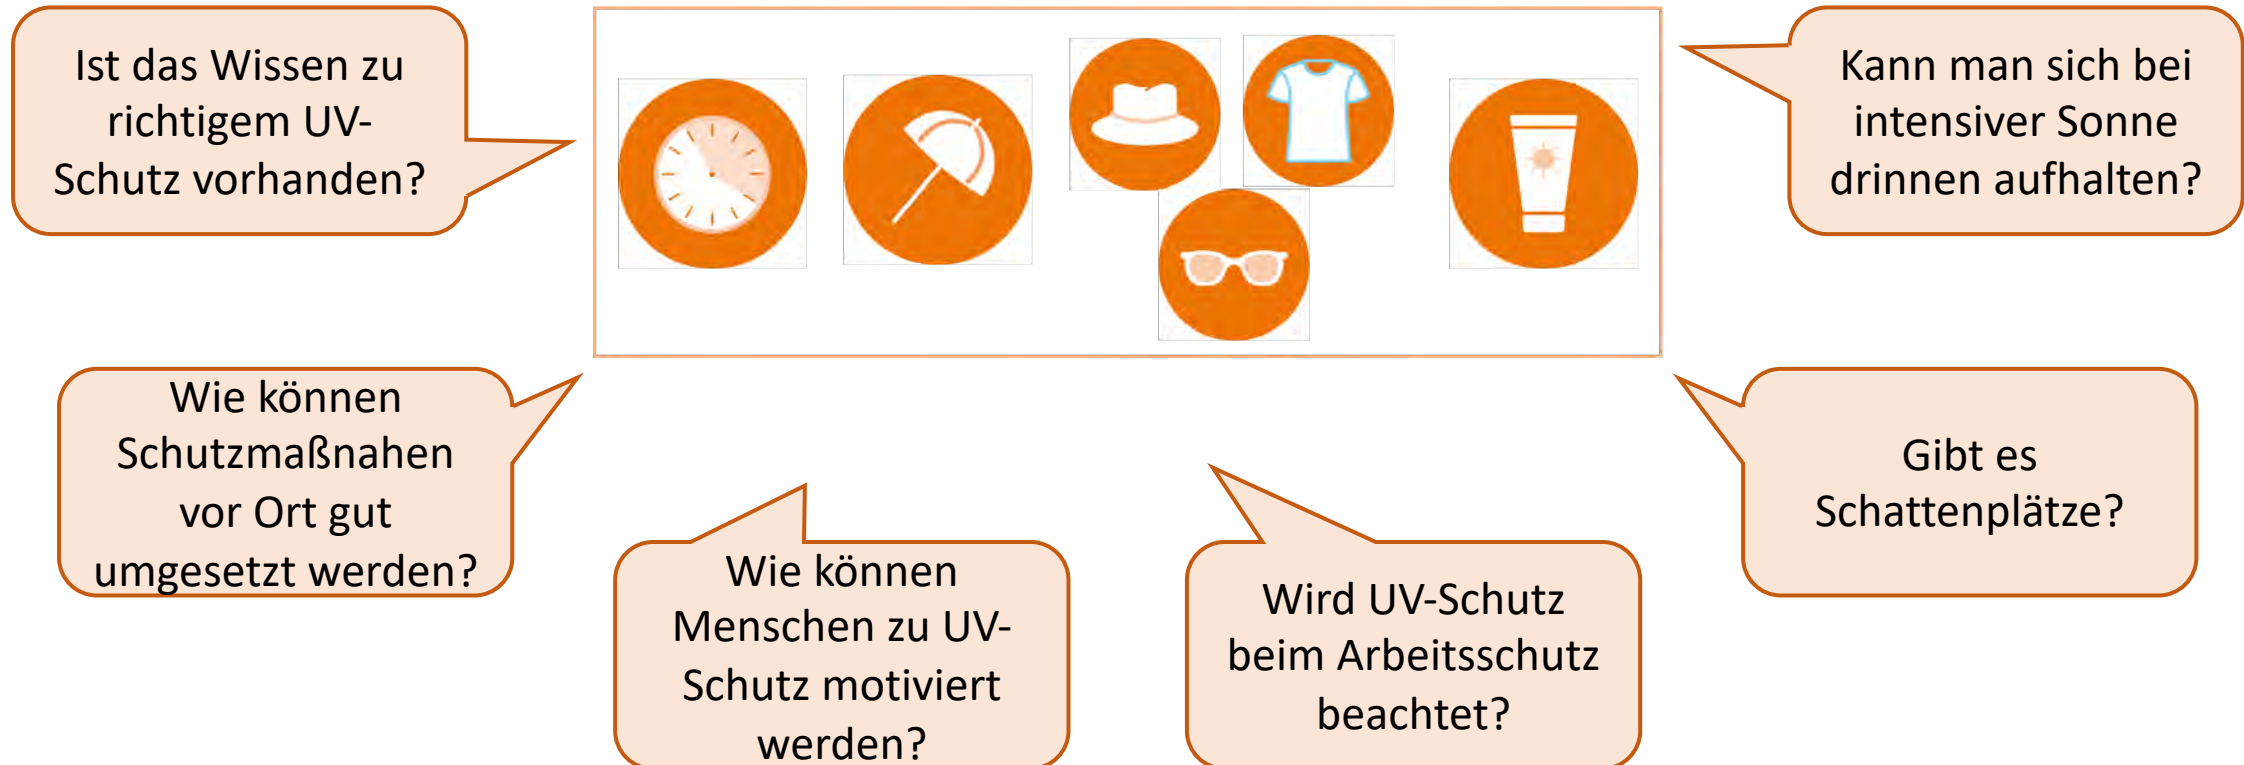 Ist das Wissen zu
richtigem UV-
Schutz vorhanden?
Kann man sich bei
intensiver Sonne
drinnen aufhalten?
Wie können
Schutzmaßnahen
vor Ort gut
umgesetzt werden?
Wie können
Menschen zu UV-
Schutz motiviert
werden?
Wird UV-Schutz
beim Arbeitsschutz
beachtet?
Gibt es
Schattenplätze?